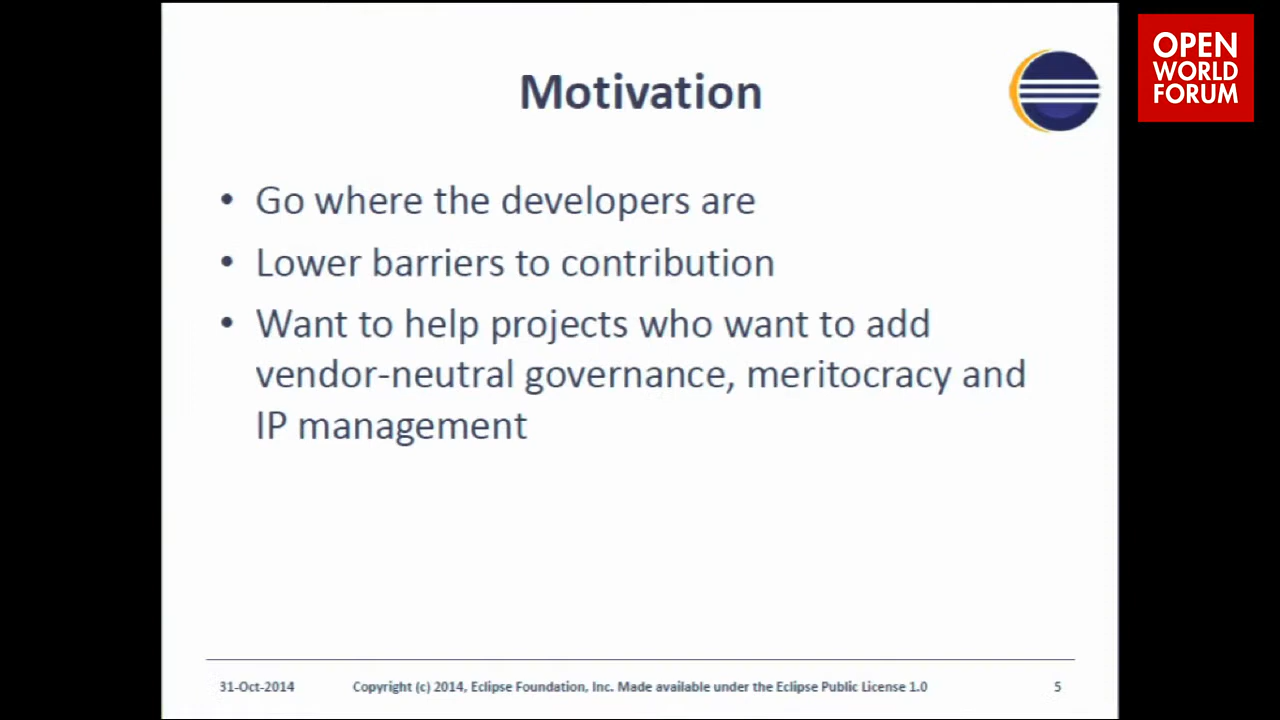 Motivation
OPEN
WORLD
FORUM
• Go where the developers are
• Lower barriers to contribution
• Want to help projects who want to add
vendor-neutral governance, meritocracy and
IP management
31-Oct-2014 Copyright (c) 2014, Eclipse Foundation, Inc. Made available under the Eclipse Public License 1.0 5